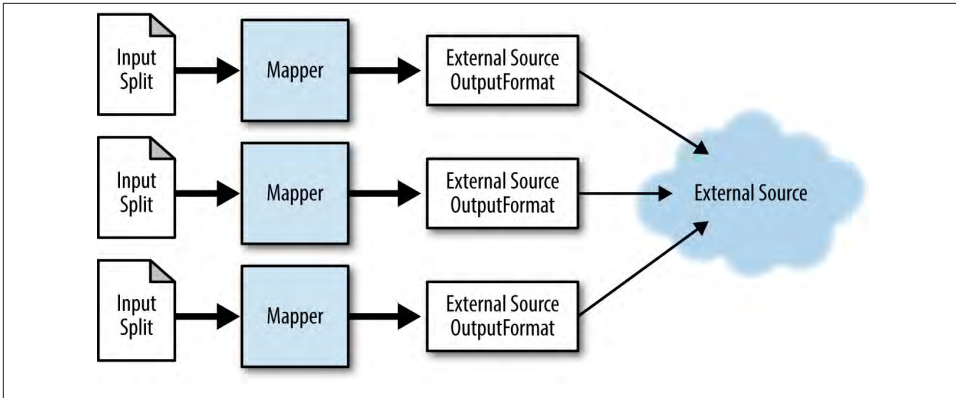 Input
Split
Mapper
External Source
OutputFormat
Input
Split
Mapper
External Source
OutputFormat
External Source
Input
Split
Mapper
External Source
OutputFormat